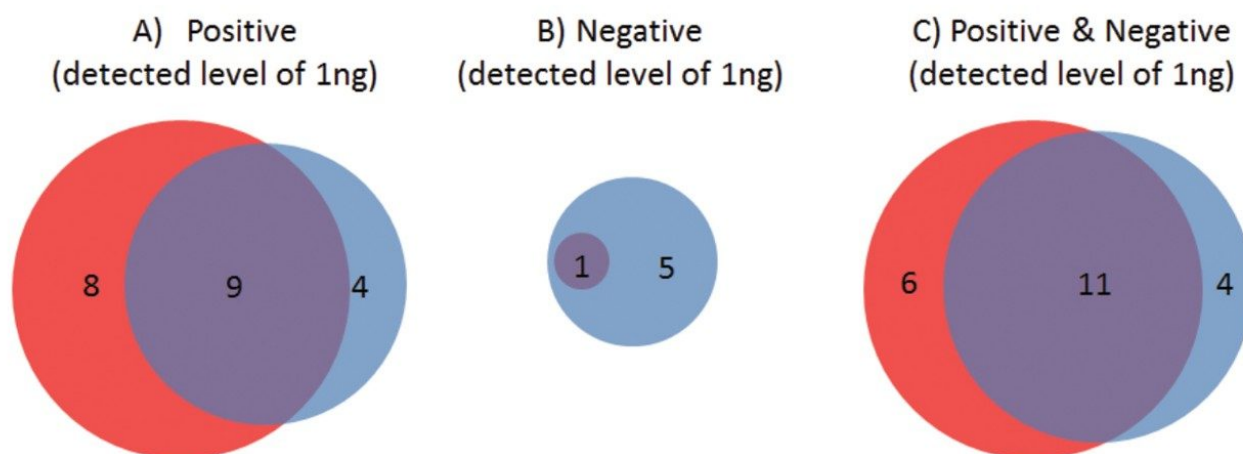 A) Positive
(detected level of 1ng)
B) Negative
(detected level of 1ng)
C) Positive & Negative
(detected level of 1ng)
8
9
4
1
5
6
11
4